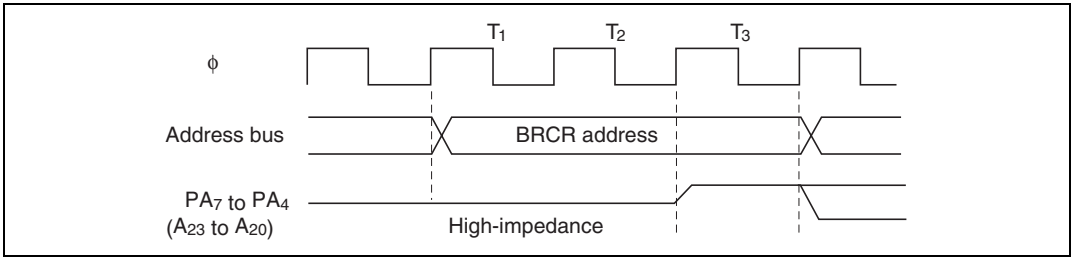 T₁ T₂ T₃
φ
Address bus BRCR address
PA₇ to PA₄
(A₂₃ to A₂₀) High-impedance